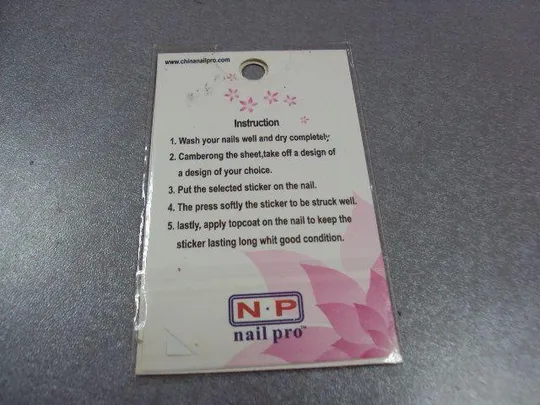 www.chinanailpro.com
Instruction
1. Wash your nails well and dry completely;
2. Camberong the sheet,take off a design of
a design of your choice.
3. Put the selected sticker on the nail.
4. The press softly the sticker to be struck well.
5. lastly, apply topcoat on the nail to keep the
sticker lasting long whit good condition.
N·P
nail pro™